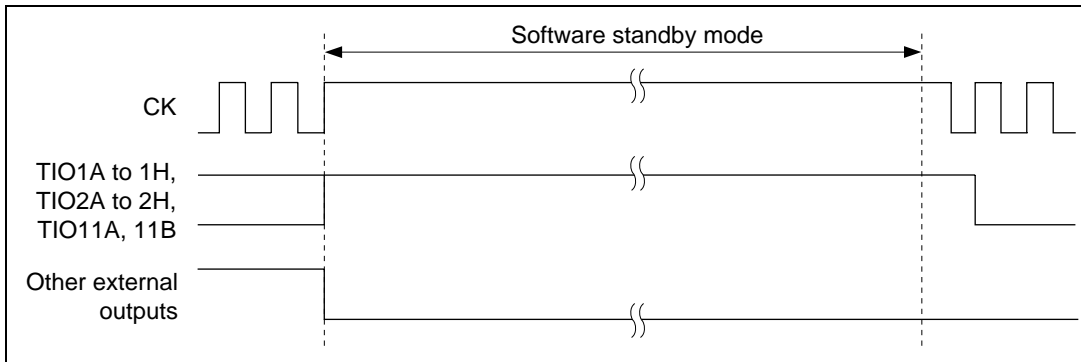 Software standby mode
CK
TIO1A to 1H,
TIO2A to 2H,
TIO11A, 11B
Other external
outputs